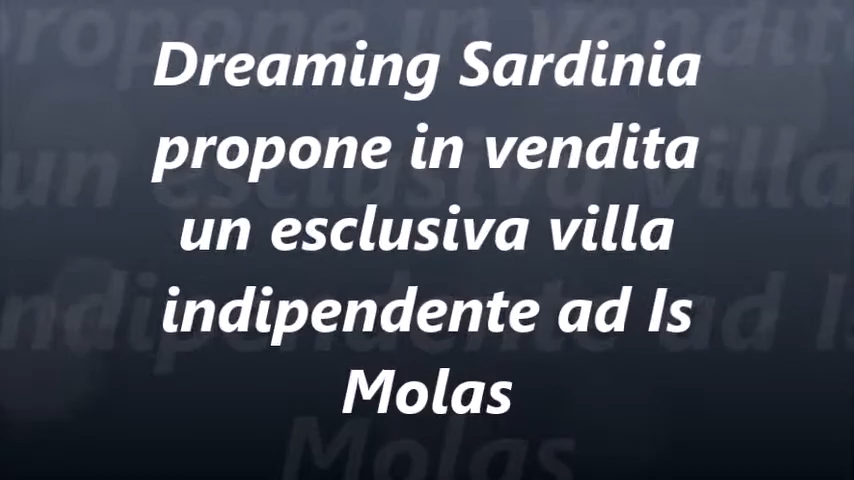 Dreaming Sardinia
propone in vendita
un esclusiva villa
indipendente ad Is
Molas